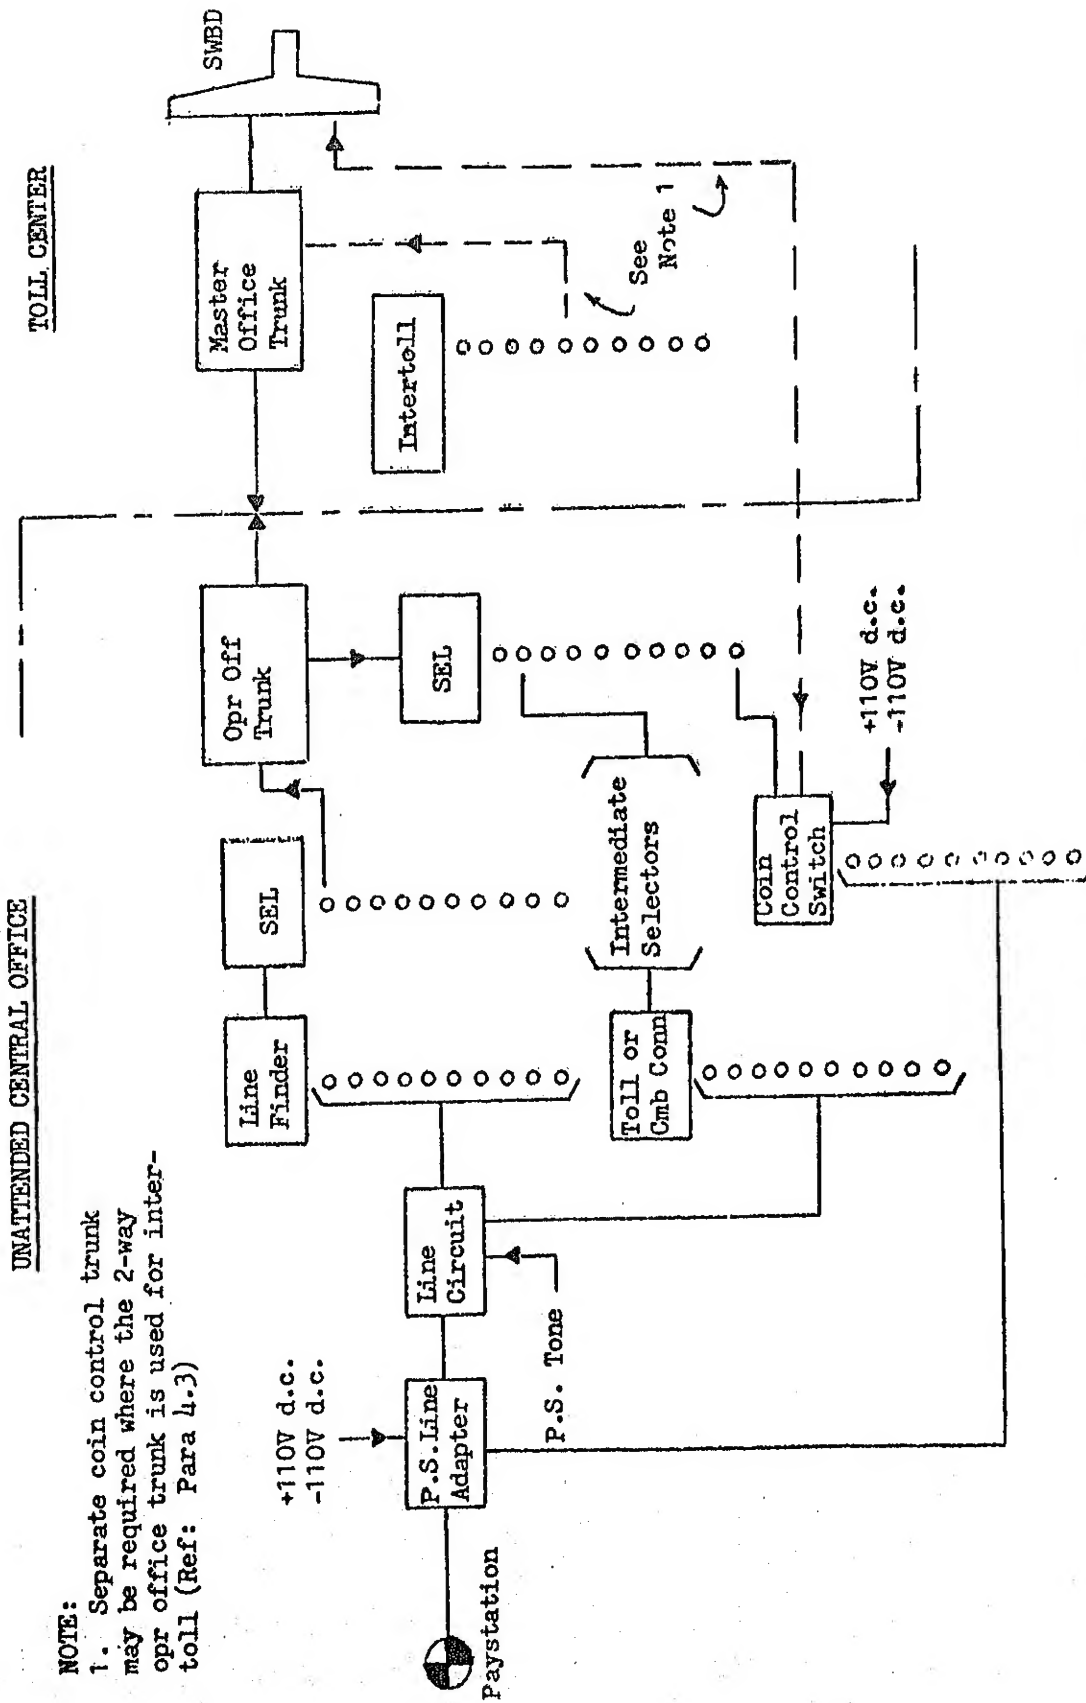 UNATTENDED CENTRAL OFFICE
TOLL CENTER
NOTE:
1. Separate coin control trunk
may be required where the 2-way
opr office trunk is used for inter-
toll (Ref: Para 4.3)
Paystation
+110V d.c.
-110V d.c.
P.S. Line
Adapter
P.S. Tone
Line
Circuit
Line
Finder
SEL
Opr Off
Trunk
SEL
Toll or
Cmb Conn
Intermediate
Selectors
Coin
Control
Switch
+110V d.c.
-110V d.c.
Master
Office
Trunk
Intertoll
See
Note 1
SWBD